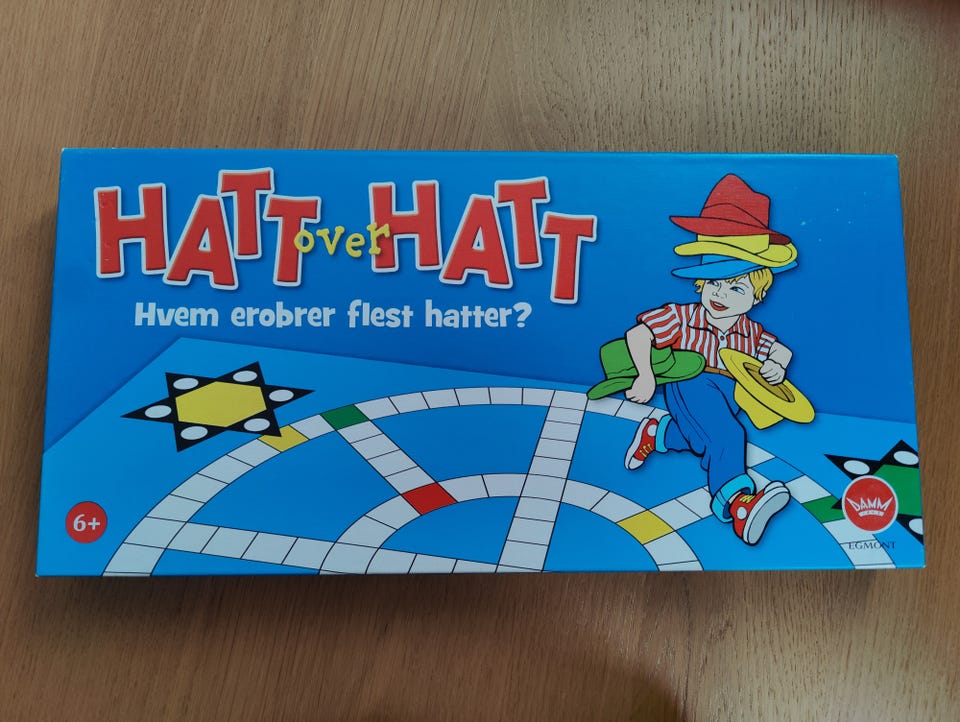 HATT over HATT
Hvem erobrer flest hatter?
6+
DAMM
EGMONT